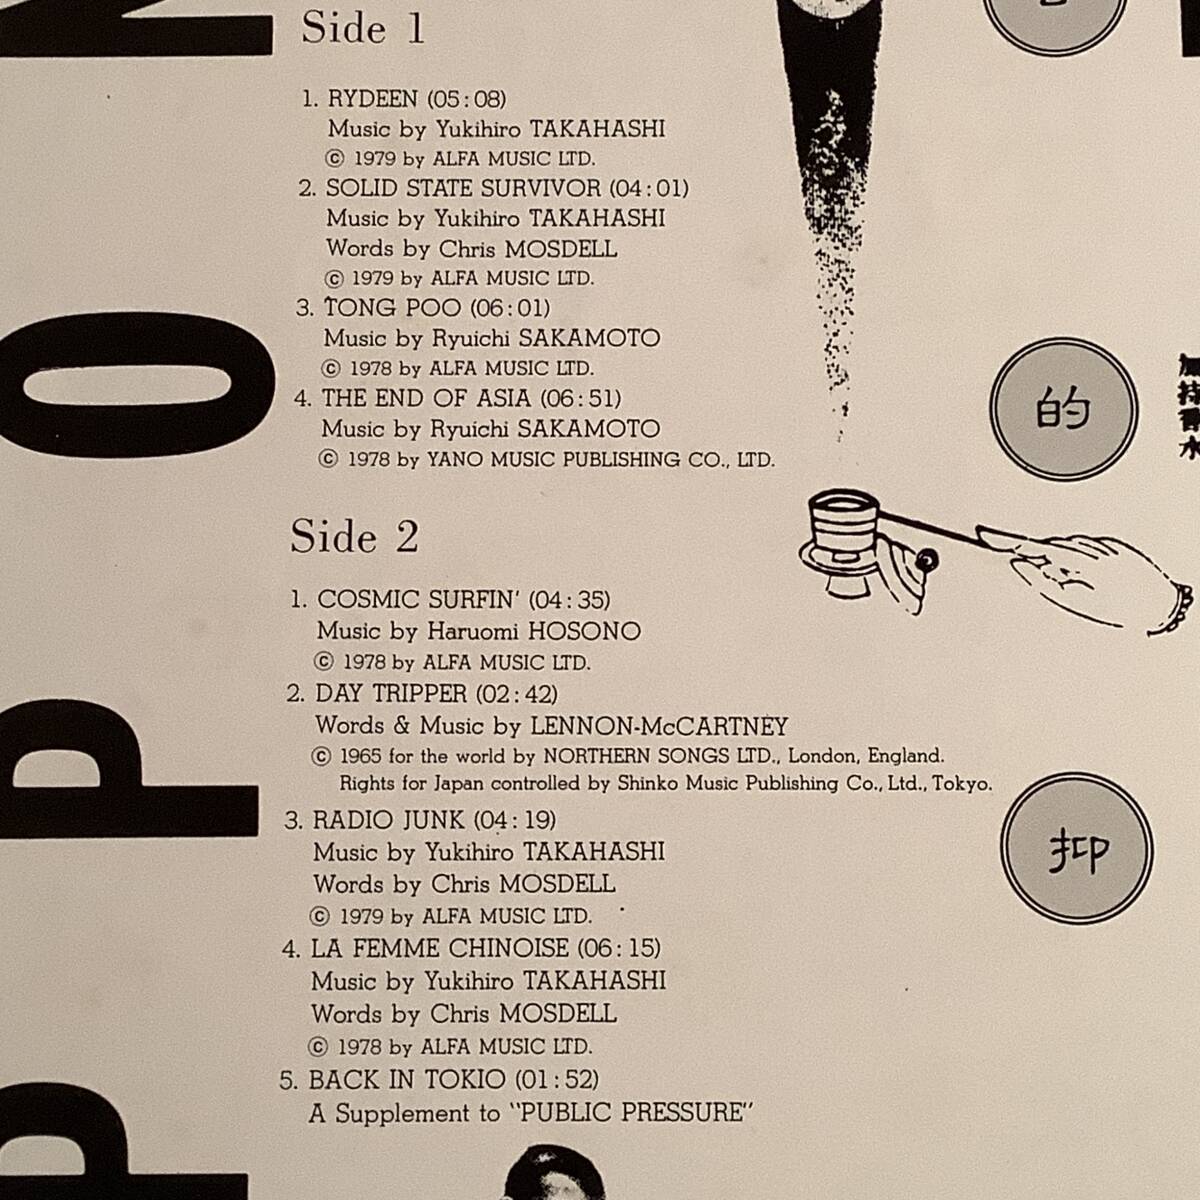 Side 1
1. RYDEEN (05:08)
Music by Yukihiro TAKAHASHI
© 1979 by ALFA MUSIC LTD.
2. SOLID STATE SURVIVOR (04:01)
Music by Yukihiro TAKAHASHI
Words by Chris MOSDELL
© 1979 by ALFA MUSIC LTD.
3. TONG POO (06:01)
Music by Ryuichi SAKAMOTO
© 1978 by ALFA MUSIC LTD.
4. THE END OF ASIA (06:51)
Music by Ryuichi SAKAMOTO
© 1978 by YANO MUSIC PUBLISHING CO., LTD.
Side 2
1. COSMIC SURFIN' (04:35)
Music by Haruomi HOSONO
© 1978 by ALFA MUSIC LTD.
2. DAY TRIPPER (02:42)
Words & Music by LENNON-McCARTNEY
© 1965 for the world by NORTHERN SONGS LTD., London, England.
Rights for Japan controlled by Shinko Music Publishing Co., Ltd., Tokyo.
3. RADIO JUNK (04:19)
Music by Yukihiro TAKAHASHI
Words by Chris MOSDELL
© 1979 by ALFA MUSIC LTD.
4. LA FEMME CHINOISE (06:15)
Music by Yukihiro TAKAHASHI
Words by Chris MOSDELL
© 1978 by ALFA MUSIC LTD.
5. BACK IN TOKIO (01:52)
A Supplement to "PUBLIC PRESSURE"
P P O
的
抑